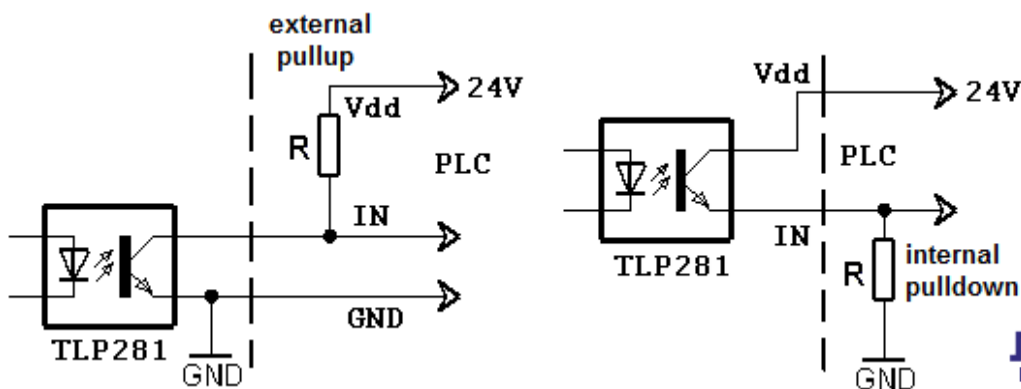 external
pullup
Vdd
24V
R
PLC
IN
TLP281
GND
GND
Vdd
24V
PLC
IN
TLP281
R
internal
pulldown
GND